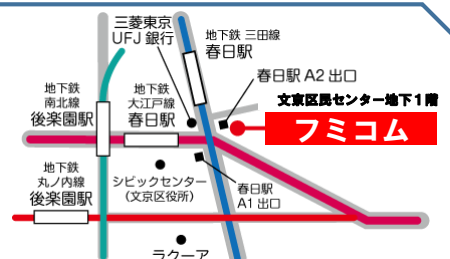 三菱東京
UFJ 銀行
地下鉄 三田線
春日駅
春日駅 A2 出口
地下鉄
南北線
後楽園駅
地下鉄
大江戸線
春日駅
文京区民センター地下1階
フミコム
地下鉄
丸ノ内線
後楽園駅
シビックセンター
(文京区役所)
春日駅
A1 出口
ラクーア